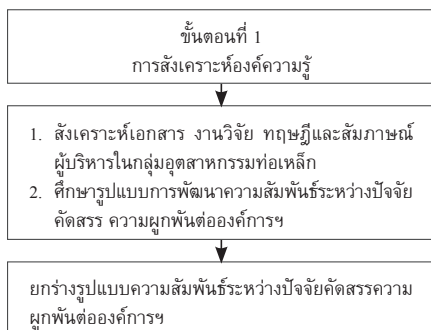 ขั้นตอนที่ 1
การสังเคราะห์องค์ความรู้
1. สังเคราะห์เอกสาร งานวิจัย ทฤษฎีและสัมภาษณ์
ผู้บริหารในกลุ่มอุตสาหกรรมท่อเหล็ก
2. ศึกษารูปแบบการพัฒนาความสัมพันธ์ระหว่างปัจจัย
คัดสรร ความผูกพันต่อองค์การฯ
ยกร่างรูปแบบความสัมพันธ์ระหว่างปัจจัยคัดสรรความ
ผูกพันต่อองค์การฯ